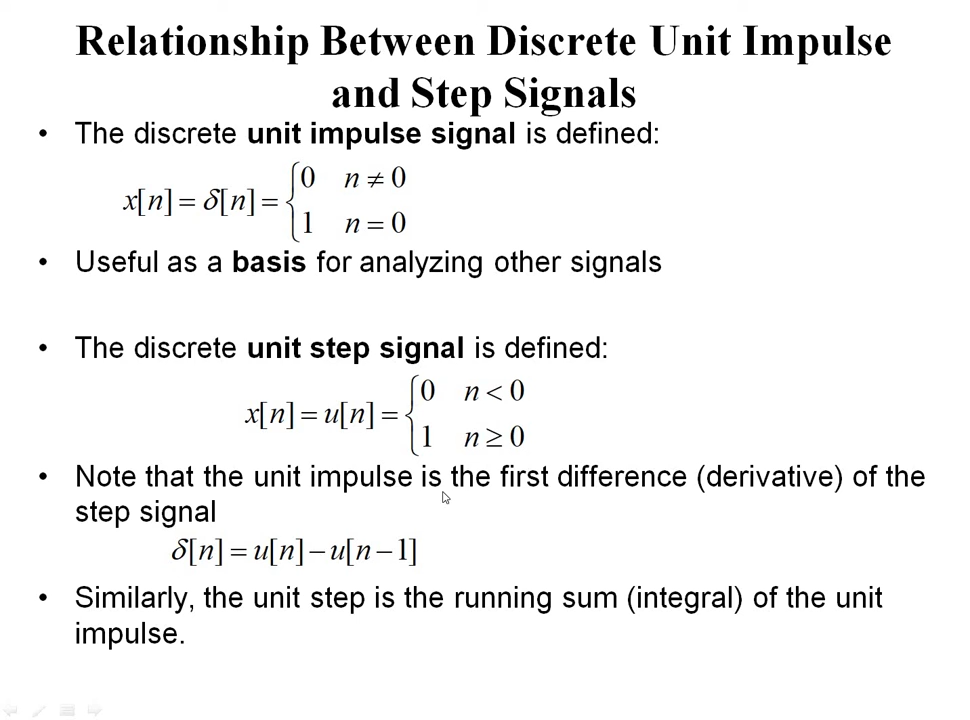 Relationship Between Discrete Unit Impulse
and Step Signals
• The discrete unit impulse signal is defined:
x[n] = δ[n] = {0 n ≠ 0
1 n = 0
• Useful as a basis for analyzing other signals
• The discrete unit step signal is defined:
x[n] = u[n] = {0 n < 0
1 n ≥ 0
• Note that the unit impulse is the first difference (derivative) of the
step signal
δ[n] = u[n] − u[n − 1]
• Similarly, the unit step is the running sum (integral) of the unit
impulse.